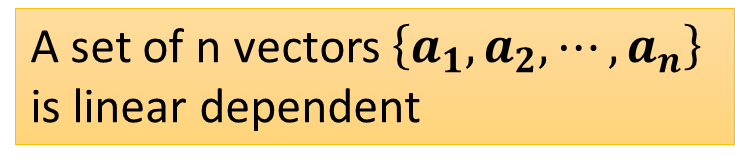 A set of n vectors {𝒂₁, 𝒂₂, ⋯ , 𝒂ₙ}
is linear dependent